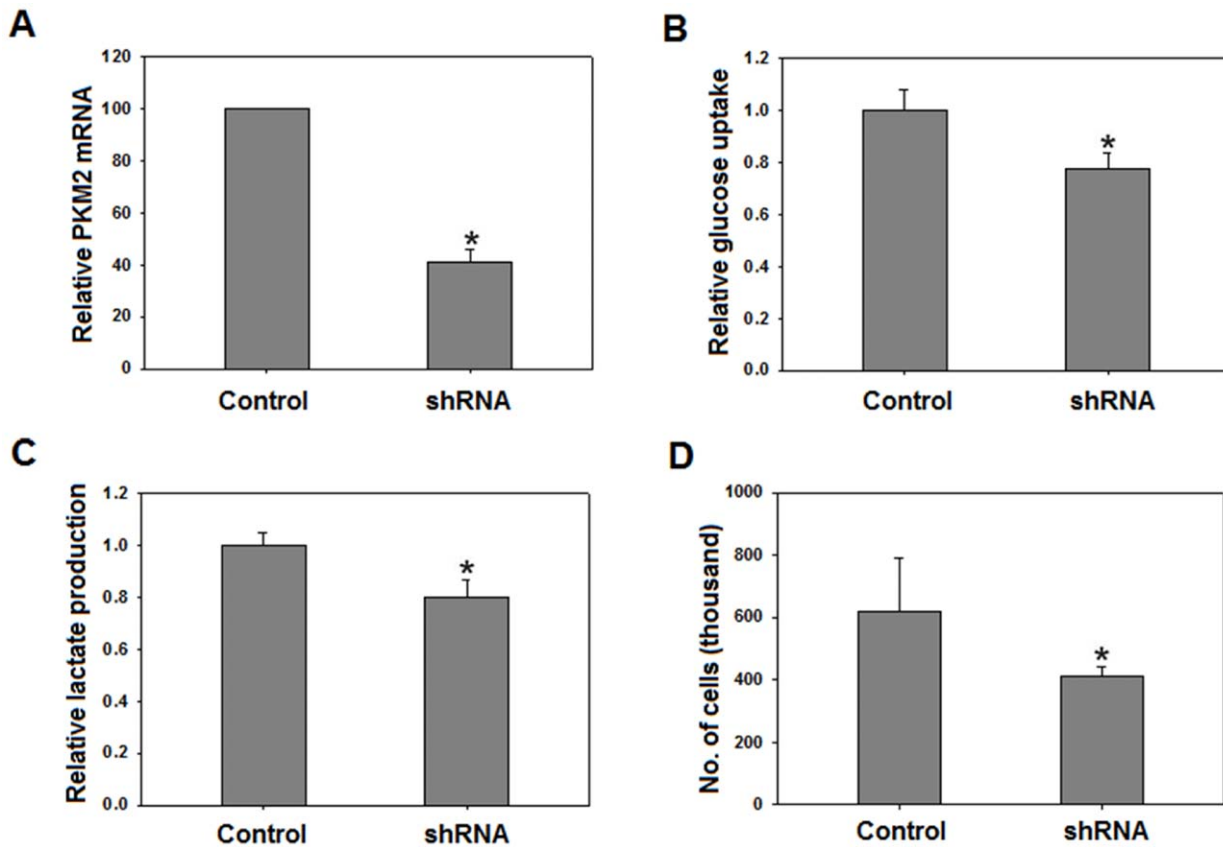 A
Relative PKM2 mRNA
120
100
80
60
40
20
0
*
Control
shRNA
B
Relative glucose uptake
1.2
1.0
0.8
0.6
0.4
0.2
0.0
*
Control
shRNA
C
Relative lactate production
1.2
1.0
0.8
0.6
0.4
0.2
0.0
*
Control
shRNA
D
No. of cells (thousand)
1000
800
600
400
200
0
*
Control
shRNA